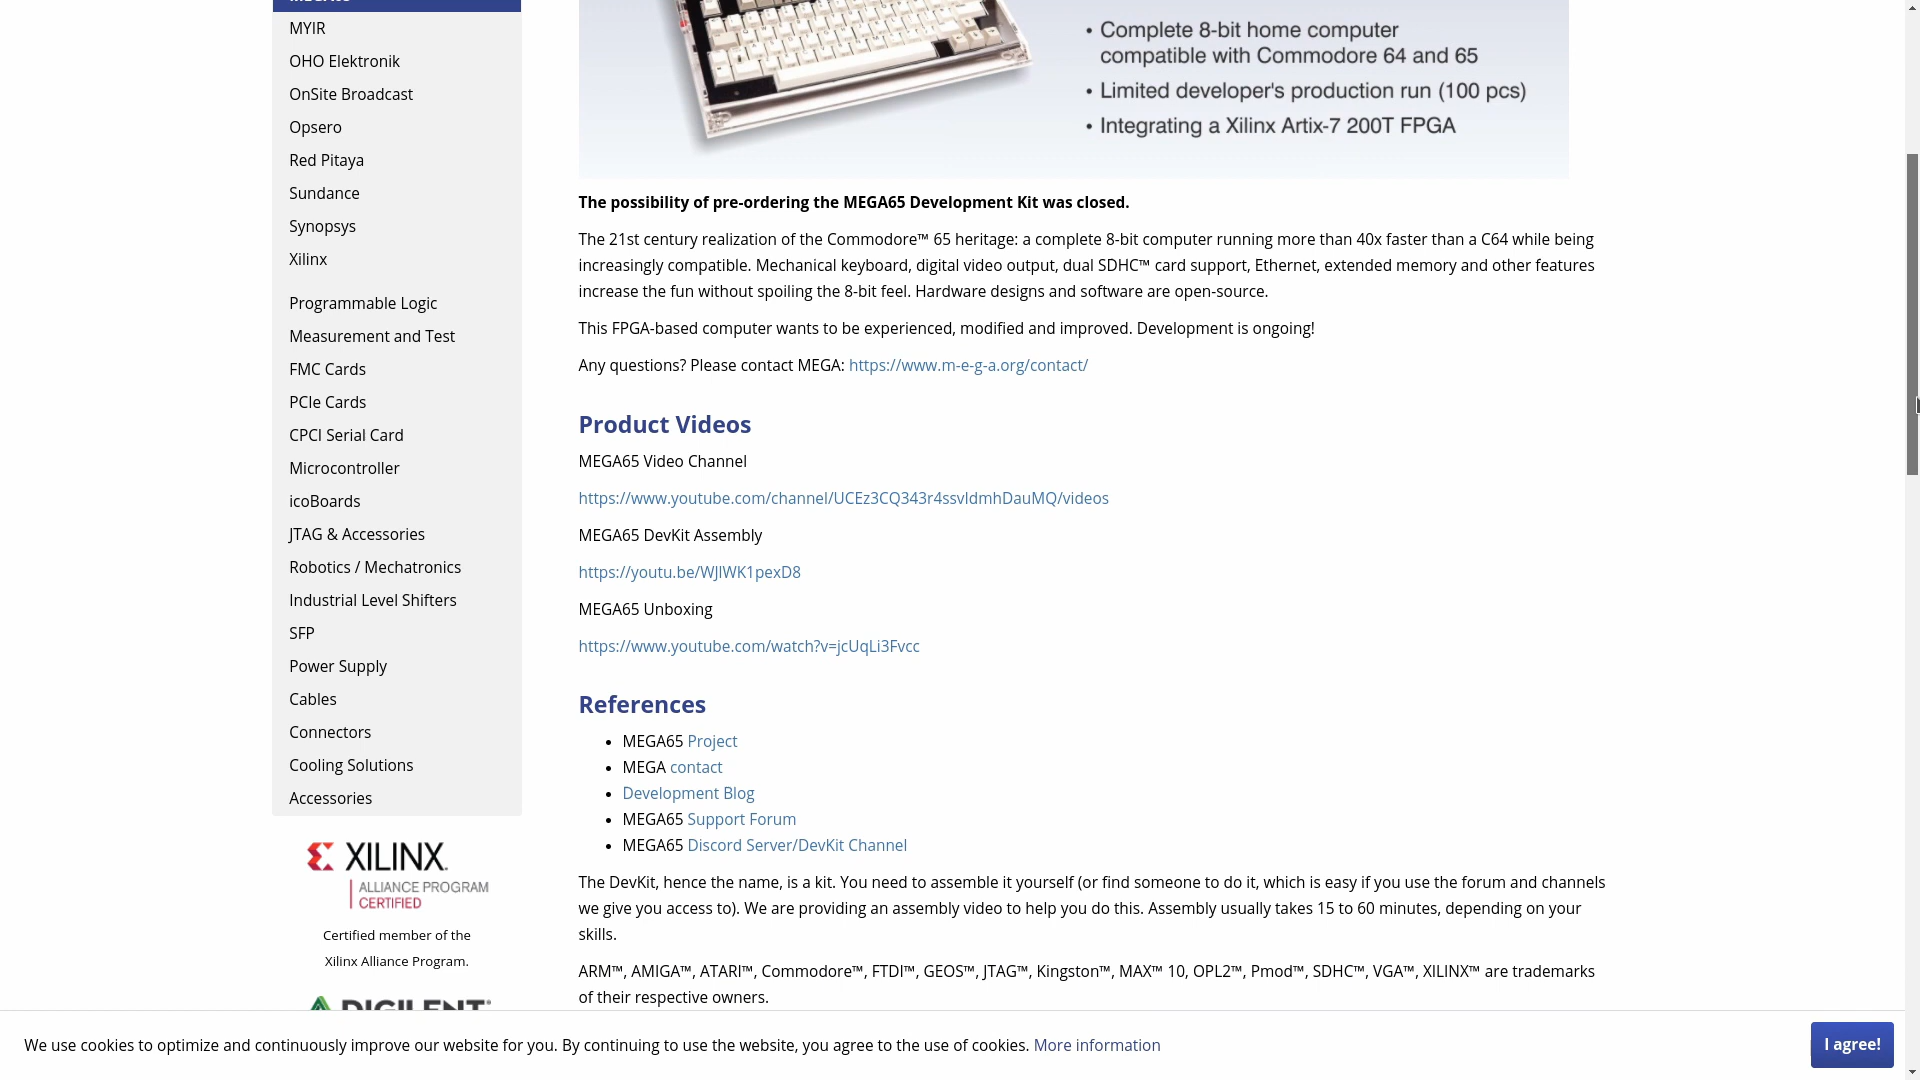 MYIR
OHO Elektronik
OnSite Broadcast
Opsero
Red Pitaya
Sundance
Synopsys
Xilinx
Programmable Logic
Measurement and Test
FMC Cards
PCIe Cards
CPCI Serial Card
Microcontroller
icoBoards
JTAG & Accessories
Robotics / Mechatronics
Industrial Level Shifters
SFP
Power Supply
Cables
Connectors
Cooling Solutions
Accessories
XILINX
ALLIANCE PROGRAM
CERTIFIED
Certified member of the
Xilinx Alliance Program.
DIGILENT
• Complete 8-bit home computer
compatible with Commodore 64 and 65
• Limited developer's production run (100 pcs)
• Integrating a Xilinx Artix-7 200T FPGA
The possibility of pre-ordering the MEGA65 Development Kit was closed.
The 21st century realization of the Commodore™ 65 heritage: a complete 8-bit computer running more than 40x faster than a C64 while being
increasingly compatible. Mechanical keyboard, digital video output, dual SDHC™ card support, Ethernet, extended memory and other features
increase the fun without spoiling the 8-bit feel. Hardware designs and software are open-source.
This FPGA-based computer wants to be experienced, modified and improved. Development is ongoing!
Any questions? Please contact MEGA: https://www.m-e-g-a.org/contact/
Product Videos
MEGA65 Video Channel
https://www.youtube.com/channel/UCEz3CQ343r4ssvldmhDauMQ/videos
MEGA65 DevKit Assembly
https://youtu.be/WJlWK1pexD8
MEGA65 Unboxing
https://www.youtube.com/watch?v=jcUqLi3Fvcc
References
• MEGA65 Project
• MEGA contact
• Development Blog
• MEGA65 Support Forum
• MEGA65 Discord Server/DevKit Channel
The DevKit, hence the name, is a kit. You need to assemble it yourself (or find someone to do it, which is easy if you use the forum and channels
we give you access to). We are providing an assembly video to help you do this. Assembly usually takes 15 to 60 minutes, depending on your
skills.
ARM™, AMIGA™, ATARI™, Commodore™, FTDI™, GEOS™, JTAG™, Kingston™, MAX™ 10, OPL2™, Pmod™, SDHC™, VGA™, XILINX™ are trademarks
of their respective owners.
We use cookies to optimize and continuously improve our website for you. By continuing to use the website, you agree to the use of cookies. More information
I agree!